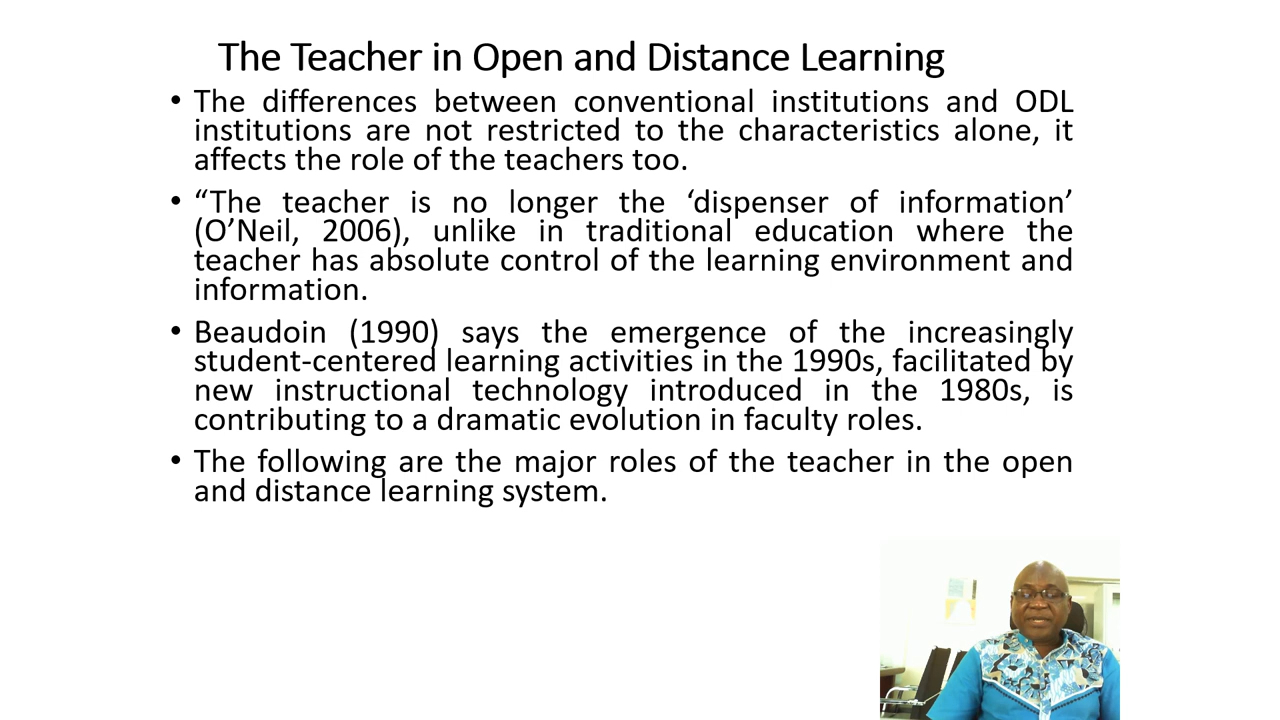 The Teacher in Open and Distance Learning
• The differences between conventional institutions and ODL
institutions are not restricted to the characteristics alone, it
affects the role of the teachers too.
• “The teacher is no longer the ‘dispenser of information’
(O’Neil, 2006), unlike in traditional education where the
teacher has absolute control of the learning environment and
information.
• Beaudoin (1990) says the emergence of the increasingly
student-centered learning activities in the 1990s, facilitated by
new instructional technology introduced in the 1980s, is
contributing to a dramatic evolution in faculty roles.
• The following are the major roles of the teacher in the open
and distance learning system.